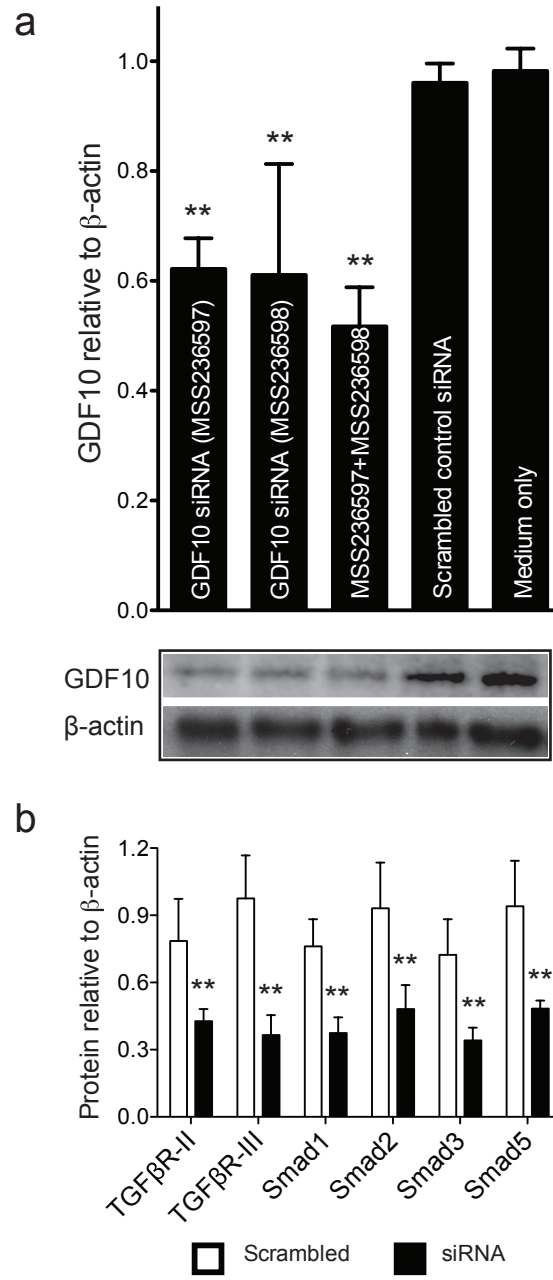 a
GDF10 relative to β-actin
1.0
0.8
0.6
0.4
0.2
0.0
**
**
**
GDF10 siRNA (MSS236597)
GDF10 siRNA (MSS236598)
MSS236597+MSS236598
Scrambled control siRNA
Medium only
GDF10
β-actin
b
Protein relative to β-actin
1.2
0.9
0.6
0.3
0.0
**
**
**
**
**
**
TGFβR-II
TGFβR-III
Smad1
Smad2
Smad3
Smad5
Scrambled
siRNA